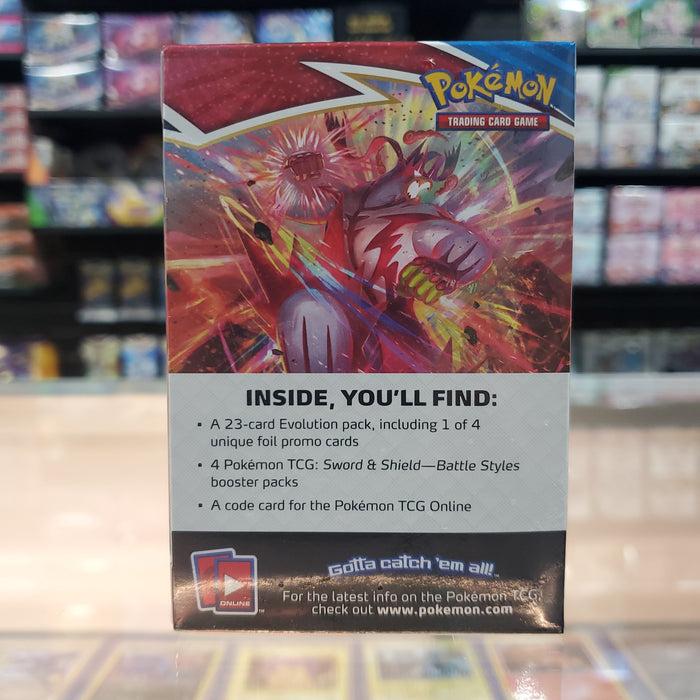 POKéMON
TRADING CARD GAME
INSIDE, YOU'LL FIND:
• A 23-card Evolution pack, including 1 of 4
unique foil promo cards
• 4 Pokémon TCG: Sword & Shield—Battle Styles
booster packs
• A code card for the Pokémon TCG Online
Gotta catch 'em all!™
ONLINE™
For the latest info on the Pokémon TCG,
check out www.pokemon.com